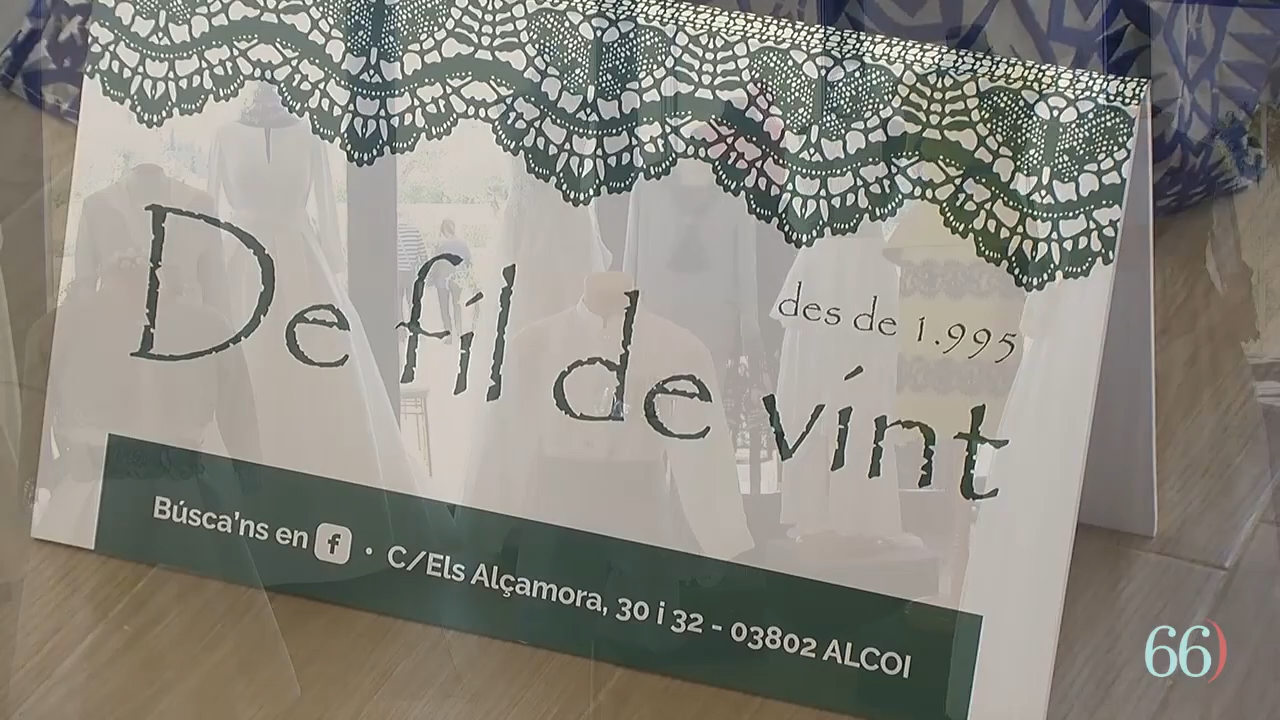 des de 1.995
De fil de vint
Búsca'ns en f • C/Els Alçamora, 30 i 32 - 03802 ALCOI
66)